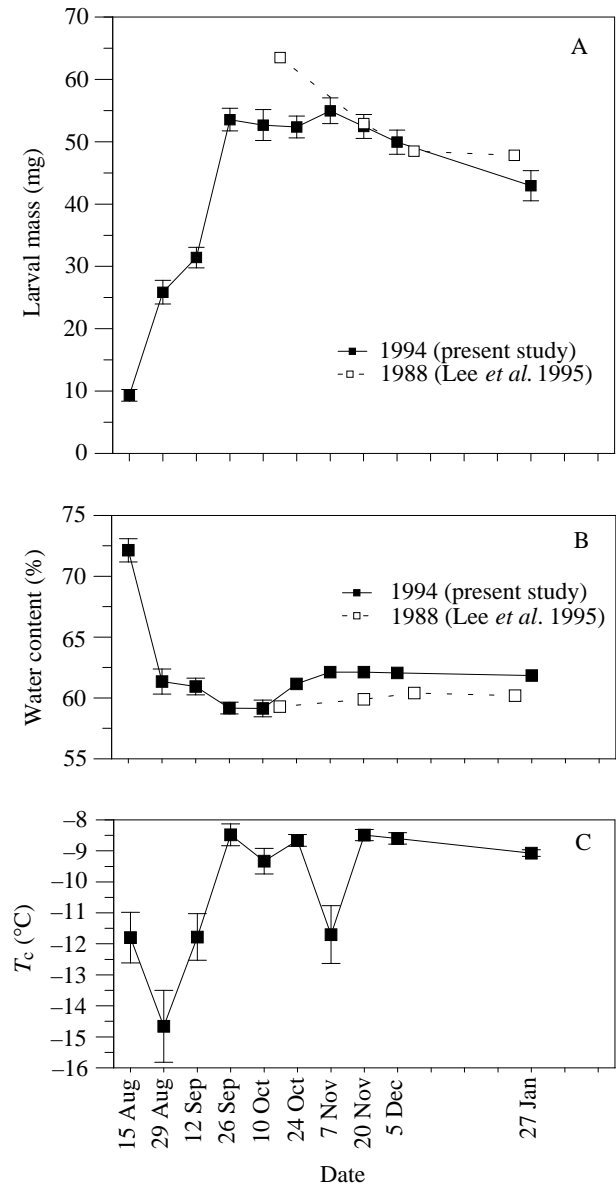 70
60
50
40
30
20
10
0
Larval mass (mg)
A
1994 (present study)
1988 (Lee et al. 1995)
75
70
65
60
55
Water content (%)
B
1994 (present study)
1988 (Lee et al. 1995)
–8
–9
–10
–11
–12
–13
–14
–15
–16
Tc (°C)
C
15 Aug
29 Aug
12 Sep
26 Sep
10 Oct
24 Oct
7 Nov
20 Nov
5 Dec
27 Jan
Date